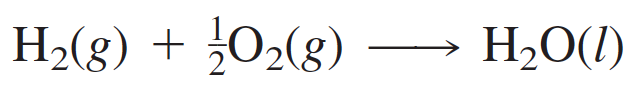 H₂(g) + ½O₂(g) ⟶ H₂O(l)